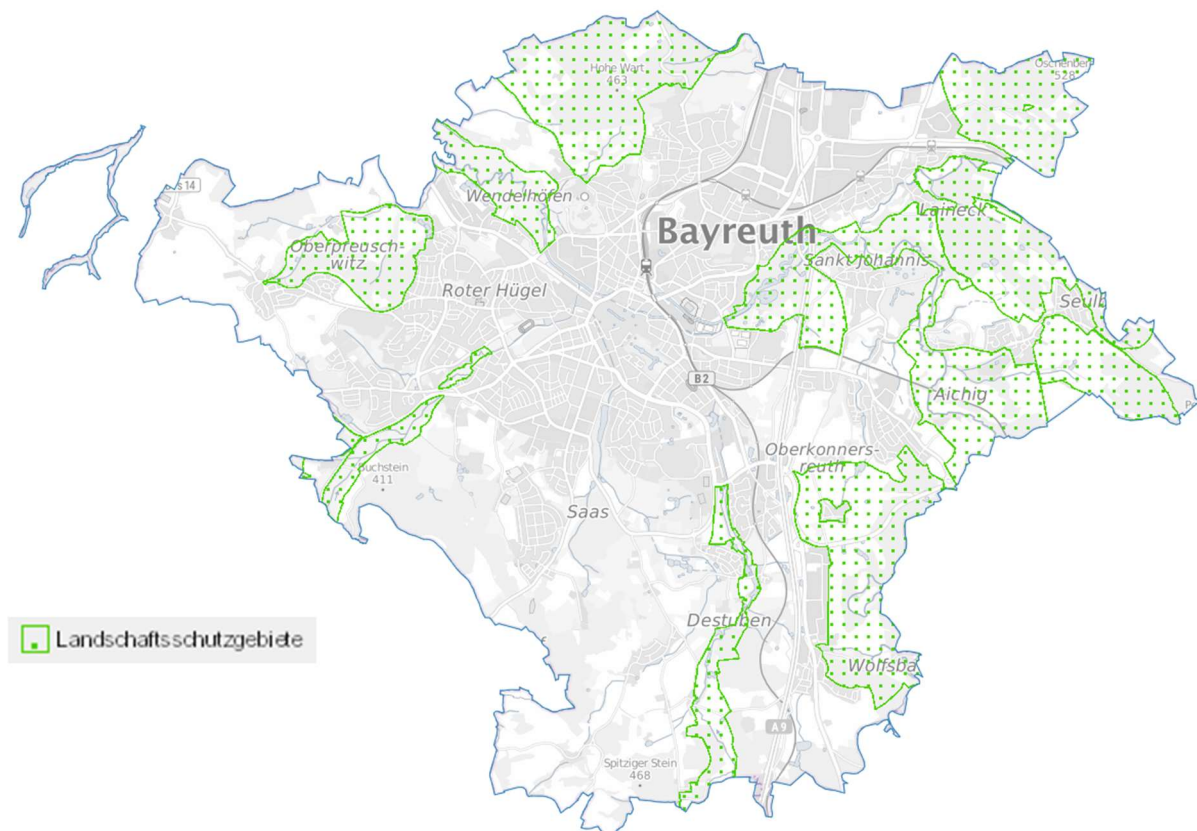 Hohe Wart
463
528
Wendelhöfen
Laineck
Bayreuth
Oberpreusch-
witz
Sankt Johannis
Roter Hügel
Seulb
B2
Aichig
Oberkonners-
reuth
Buchstein
411
Saas
Destuben
Landschaftsschutzgebiete
Wolfsba
A9
Spitziger Stein
468